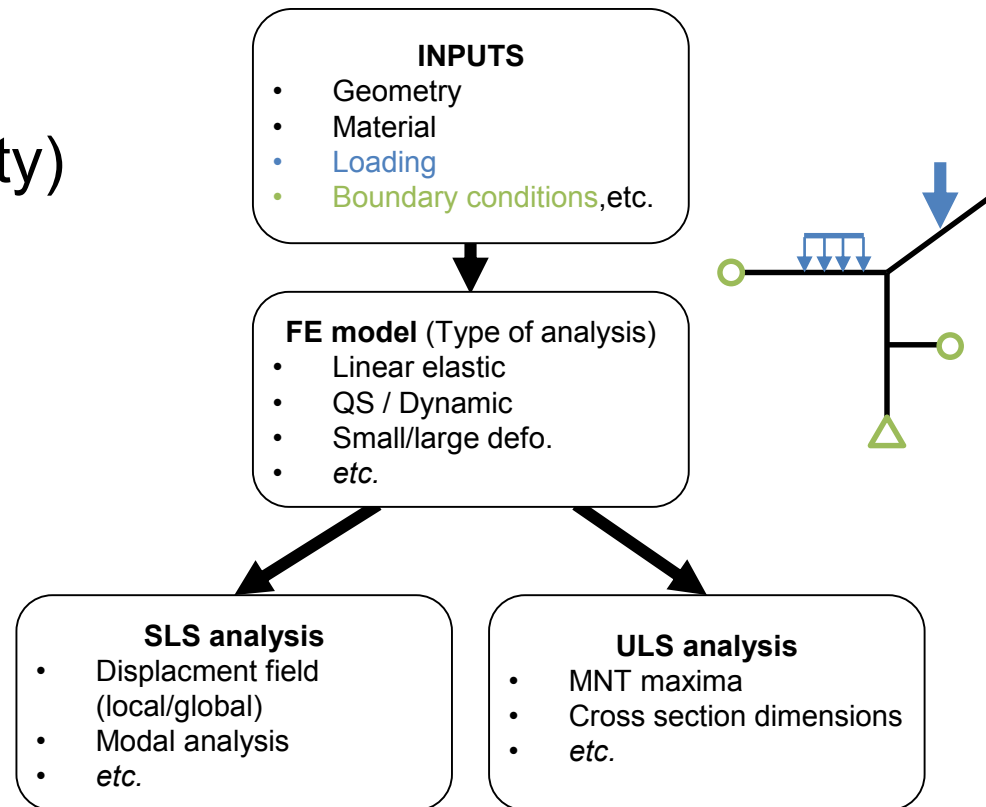 ty)
INPUTS
• Geometry
• Material
• Loading
• Boundary conditions,etc.
FE model (Type of analysis)
• Linear elastic
• QS / Dynamic
• Small/large defo.
• etc.
SLS analysis
• Displacment field
(local/global)
• Modal analysis
• etc.
ULS analysis
• MNT maxima
• Cross section dimensions
• etc.